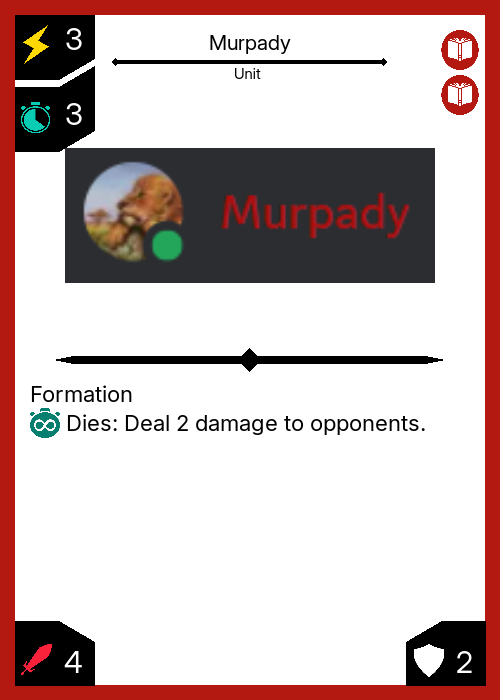 3
Murpady
Unit
3
Murpady
Formation
Dies: Deal 2 damage to opponents.
4
2